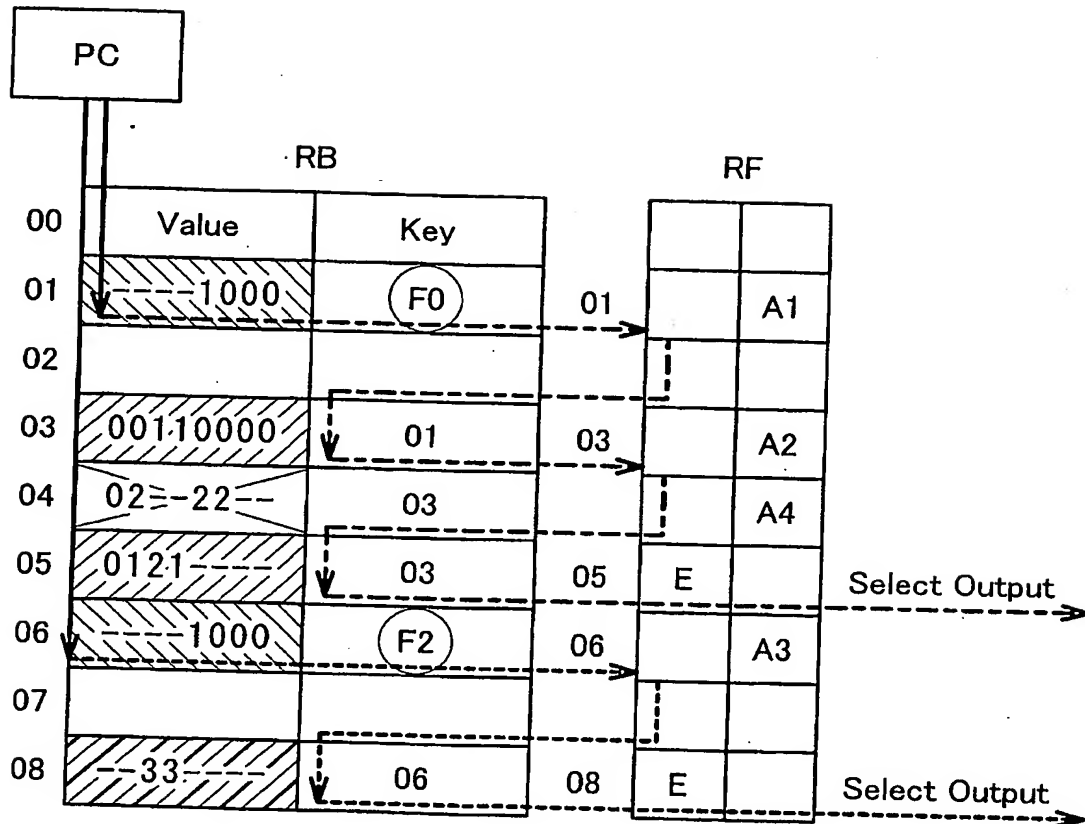 PC
RB RF
00 Value Key
01 ----1000 F0 01 A1
02
03 00110000 01 03 A2
04 02---22--- 03 A4
05 0121---- 03 05 E Select Output
06 ----1000 F2 06 A3
07
08 --33---- 06 08 E Select Output